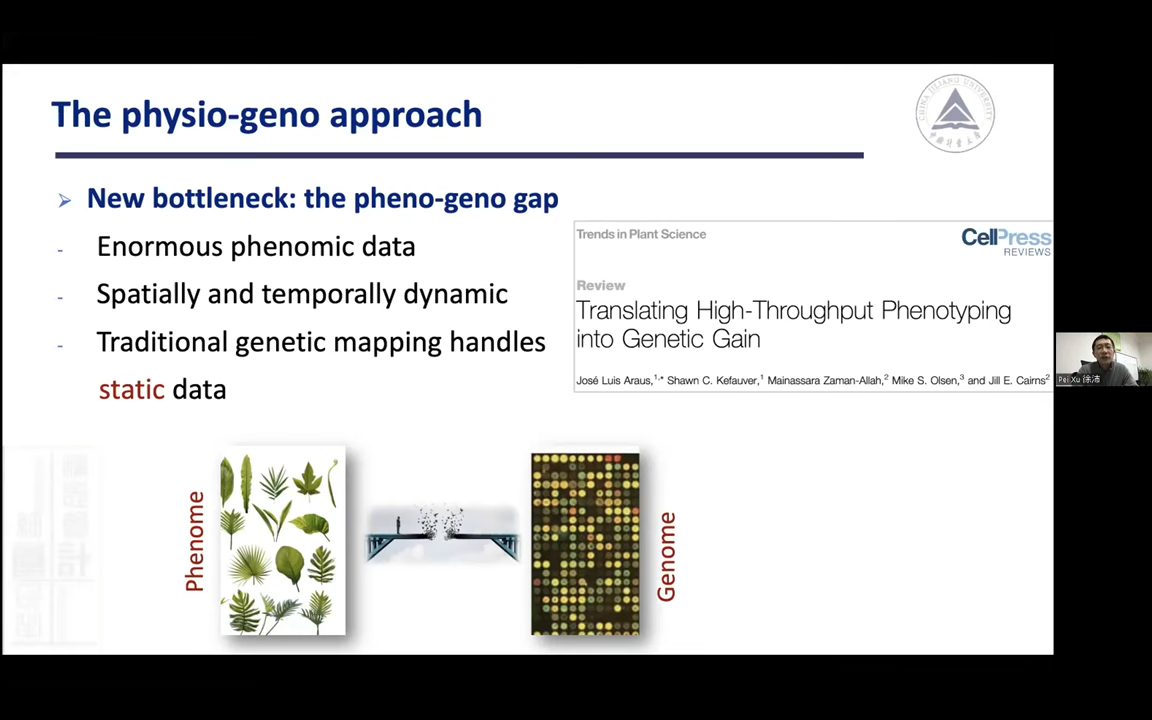 The physio-geno approach
CHINA JILIANG UNIVERSITY
➢ New bottleneck: the pheno-geno gap
- Enormous phenomic data
- Spatially and temporally dynamic
- Traditional genetic mapping handles
static data
Trends in Plant Science
CellPress
REVIEWS
Review
Translating High-Throughput Phenotyping
into Genetic Gain
José Luis Araus,1,* Shawn C. Kefauver,1 Mainassara Zaman-Allah,2 Mike S. Olsen,3 and Jill E. Cairns2
Pei Xu 徐沛
Phenome
Genome